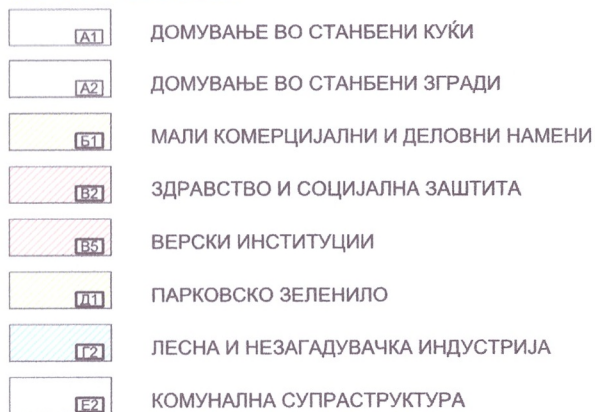 А1 ДОМУВАЊЕ ВО СТАНБЕНИ КУЌИ
А2 ДОМУВАЊЕ ВО СТАНБЕНИ ЗГРАДИ
Б1 МАЛИ КОМЕРЦИЈАЛНИ И ДЕЛОВНИ НАМЕНИ
В2 ЗДРАВСТВО И СОЦИЈАЛНА ЗАШТИТА
В5 ВЕРСКИ ИНСТИТУЦИИ
Д1 ПАРКОВСКО ЗЕЛЕНИЛО
Г2 ЛЕСНА И НЕЗАГАДУВАЧКА ИНДУСТРИЈА
Е2 КОМУНАЛНА СУПРАСТРУКТУРА